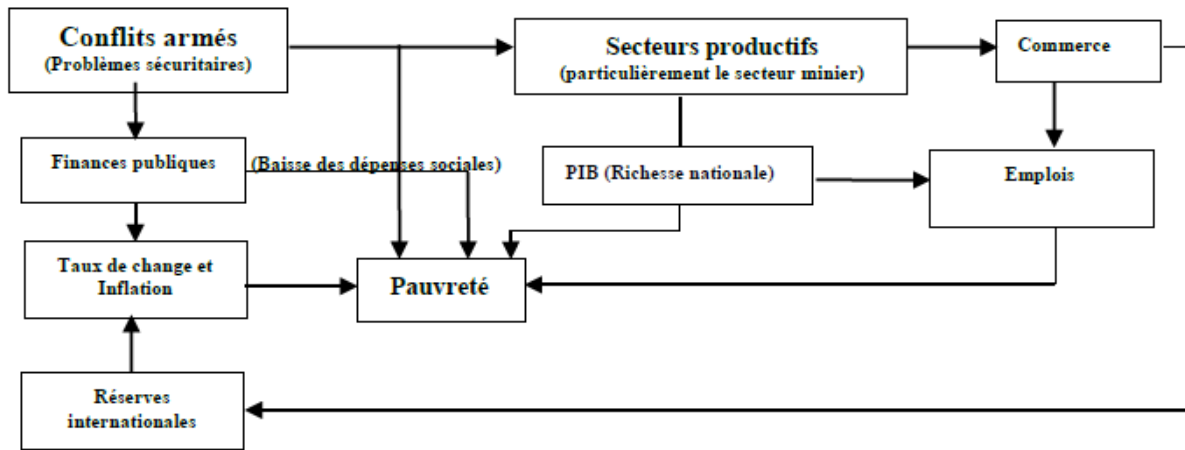 Conflits armés
(Problèmes sécuritaires)
Secteurs productifs
(particulièrement le secteur minier)
Commerce
Finances publiques
(Baisse des dépenses sociales)
PIB (Richesse nationale)
Emplois
Taux de change et
Inflation
Pauvreté
Réserves
internationales